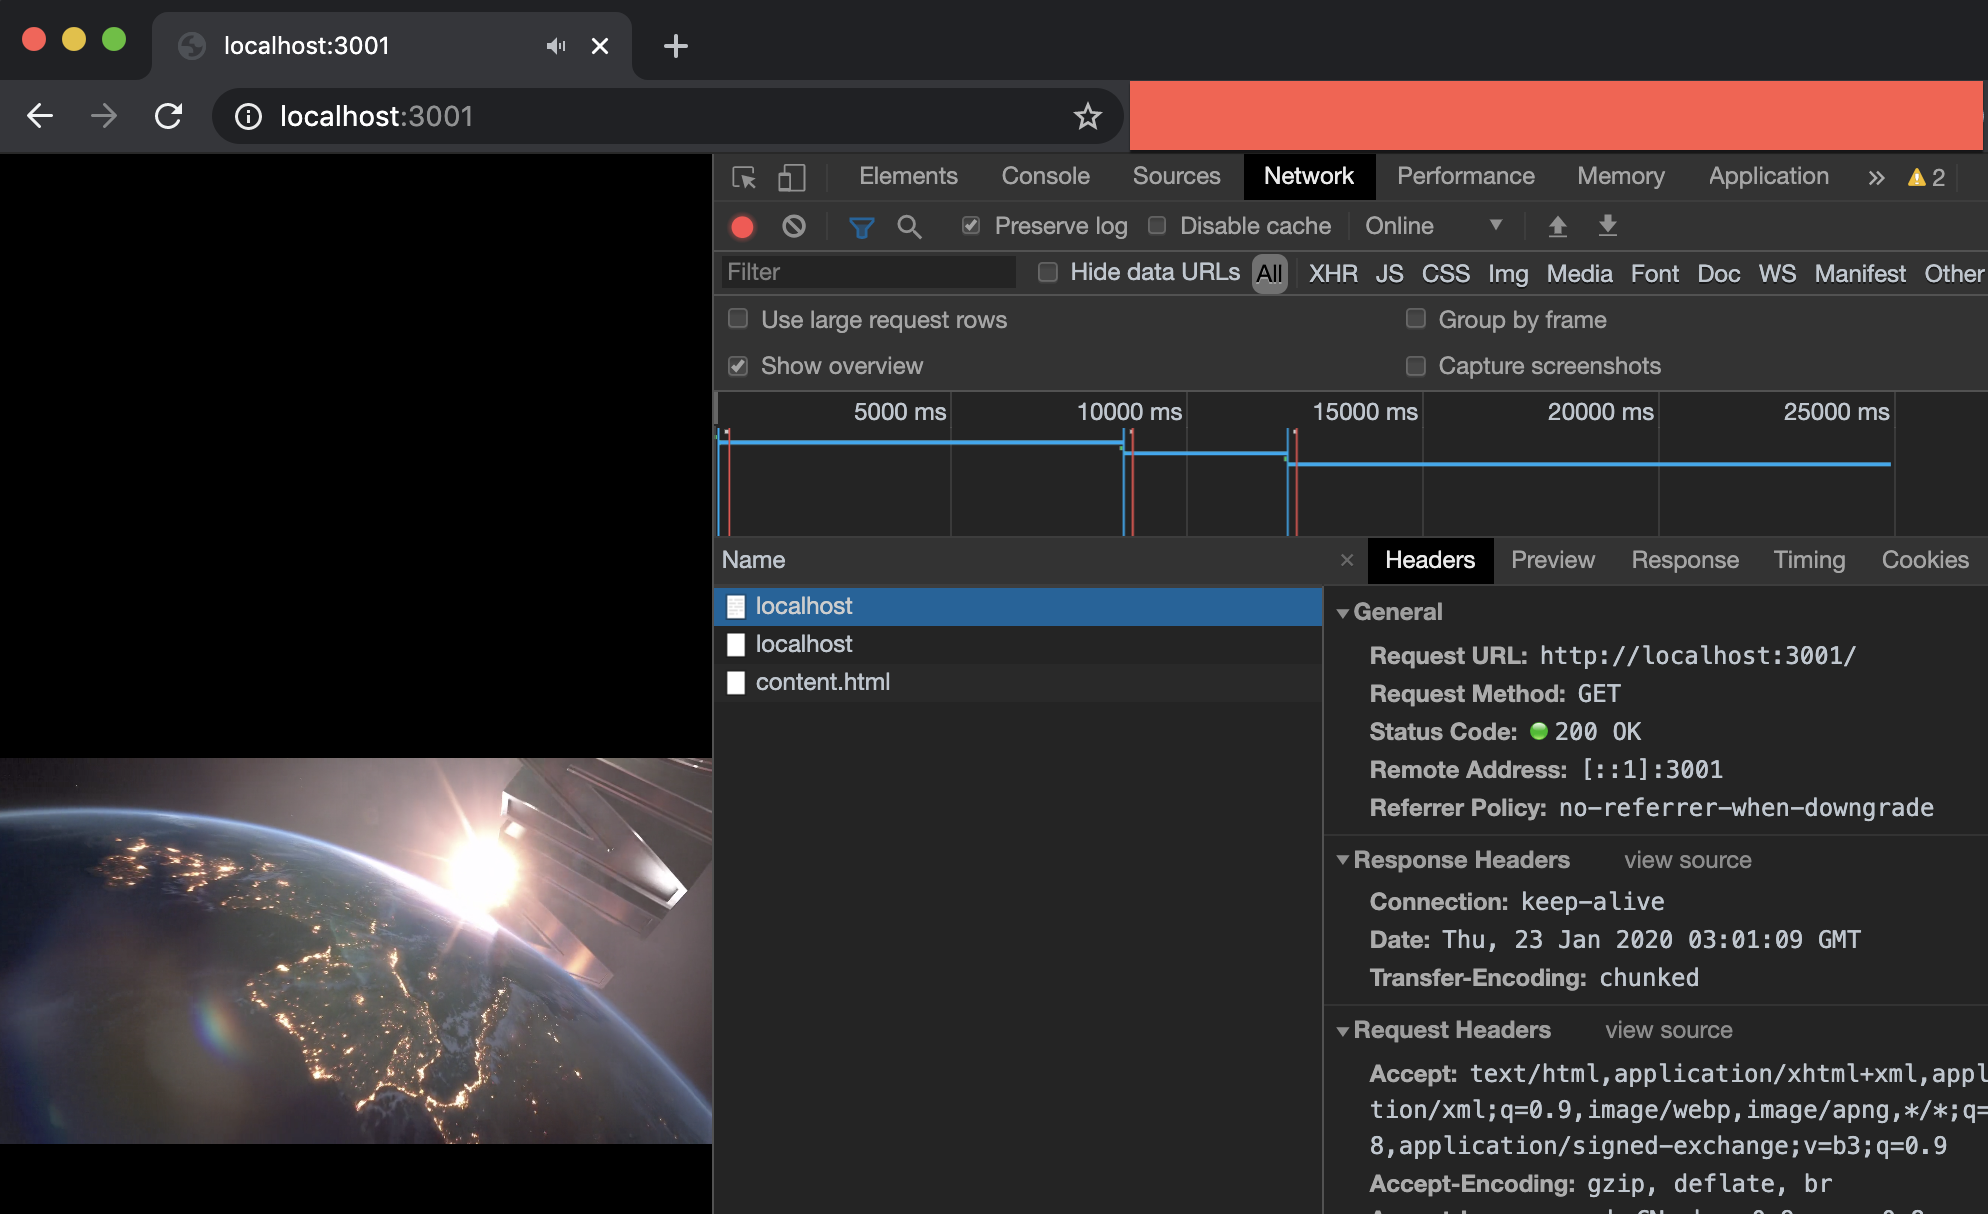 localhost:3001
localhost:3001
Elements Console Sources Network Performance Memory Application 2
Preserve log Disable cache Online
Filter Hide data URLs All XHR JS CSS Img Media Font Doc WS Manifest Other
Use large request rows Group by frame
Show overview Capture screenshots
5000 ms 10000 ms 15000 ms 20000 ms 25000 ms
Name
Headers Preview Response Timing Cookies
localhost
localhost
content.html
General
Request URL: http://localhost:3001/
Request Method: GET
Status Code: 200 OK
Remote Address: [::1]:3001
Referrer Policy: no-referrer-when-downgrade
Response Headers view source
Connection: keep-alive
Date: Thu, 23 Jan 2020 03:01:09 GMT
Transfer-Encoding: chunked
Request Headers view source
Accept: text/html,application/xhtml+xml,appl
tion/xml;q=0.9,image/webp,image/apng,*/*;q=
8,application/signed-exchange;v=b3;q=0.9
Accept-Encoding: gzip, deflate, br